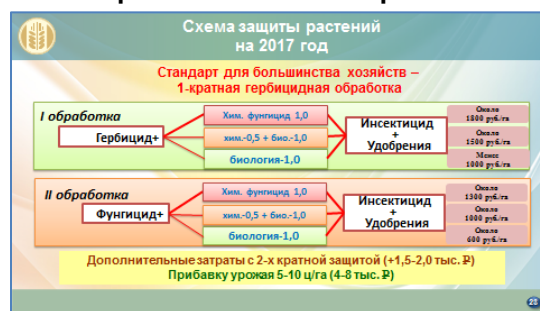 Схема защиты растений
на 2017 год
Стандарт для большинства хозяйств –
1-кратная гербицидная обработка
I обработка
Гербицид+
Хим. фунгицид 1,0
хим.-0,5 + био.-1,0
биология-1,0
Инсектицид
+
Удобрения
Около
1800 руб./га
Около
1500 руб./га
Менее
1000 руб./га
II обработка
Фунгицид+
Хим. фунгицид 1,0
хим.-0,5 + био.-1,0
биология-1,0
Инсектицид
+
Удобрения
Около
1300 руб./га
Около
1000 руб./га
Около
600 руб./га
Дополнительные затраты с 2-х кратной защитой (+1,5-2,0 тыс. ₽)
Прибавку урожая 5-10 ц/га (4-8 тыс. ₽)
28